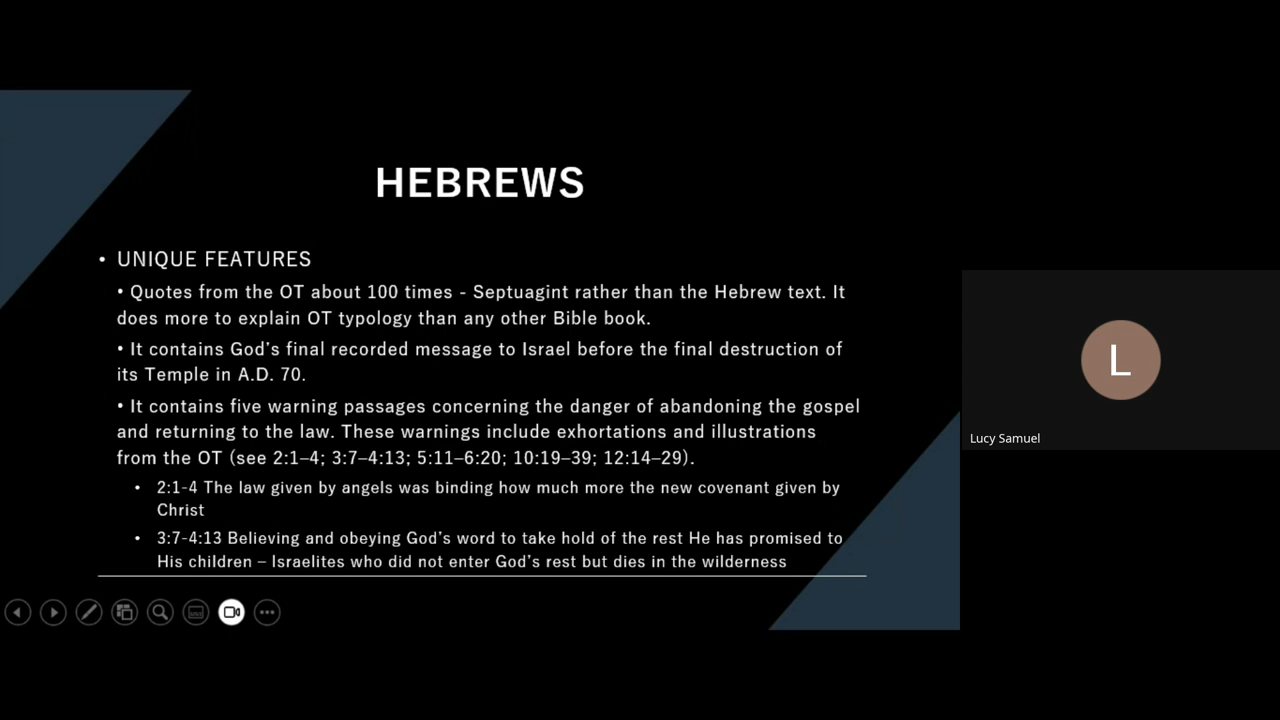 HEBREWS
• UNIQUE FEATURES
• Quotes from the OT about 100 times - Septuagint rather than the Hebrew text. It
does more to explain OT typology than any other Bible book.
• It contains God's final recorded message to Israel before the final destruction of
its Temple in A.D. 70.
• It contains five warning passages concerning the danger of abandoning the gospel
and returning to the law. These warnings include exhortations and illustrations
from the OT (see 2:1–4; 3:7–4:13; 5:11–6:20; 10:19–39; 12:14–29).
• 2:1-4 The law given by angels was binding how much more the new covenant given by
Christ
• 3:7-4:13 Believing and obeying God's word to take hold of the rest He has promised to
His children – Israelites who did not enter God's rest but dies in the wilderness
L
Lucy Samuel